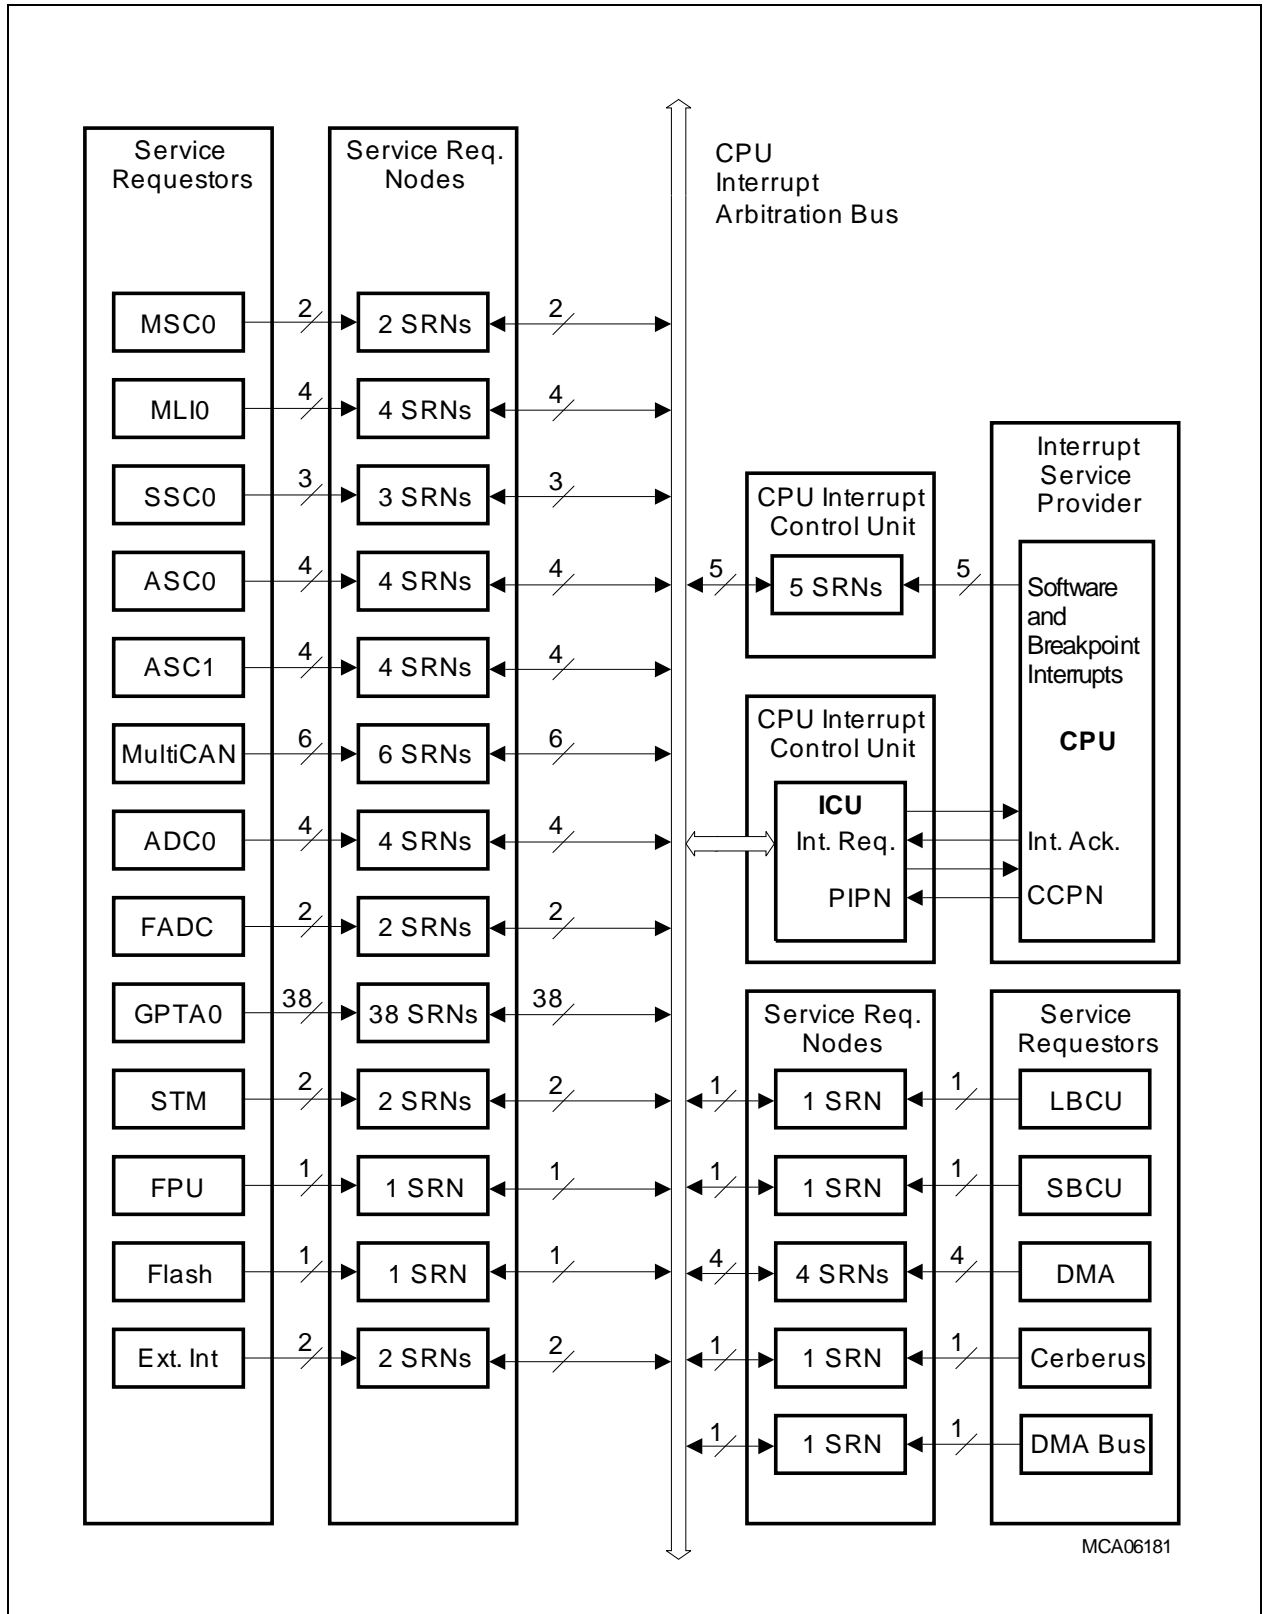 Service
Requestors
Service Req.
Nodes
CPU
Interrupt
Arbitration Bus
MSC0
2
2 SRNs
2
MLI0
4
4 SRNs
4
SSC0
3
3 SRNs
3
ASC0
4
4 SRNs
4
ASC1
4
4 SRNs
4
MultiCAN
6
6 SRNs
6
ADC0
4
4 SRNs
4
FADC
2
2 SRNs
2
GPTA0
38
38 SRNs
38
STM
2
2 SRNs
2
FPU
1
1 SRN
1
Flash
1
1 SRN
1
Ext. Int
2
2 SRNs
2
CPU Interrupt
Control Unit
5
5 SRNs
5
Interrupt
Service
Provider
Software
and
Breakpoint
Interrupts
CPU
CPU Interrupt
Control Unit
ICU
Int. Req.
PIPN
Int. Ack.
CCPN
Service Req.
Nodes
Service
Requestors
1
1 SRN
1
LBCU
1
1 SRN
1
SBCU
4
4 SRNs
4
DMA
1
1 SRN
1
Cerberus
1
1 SRN
1
DMA Bus
MCA06181